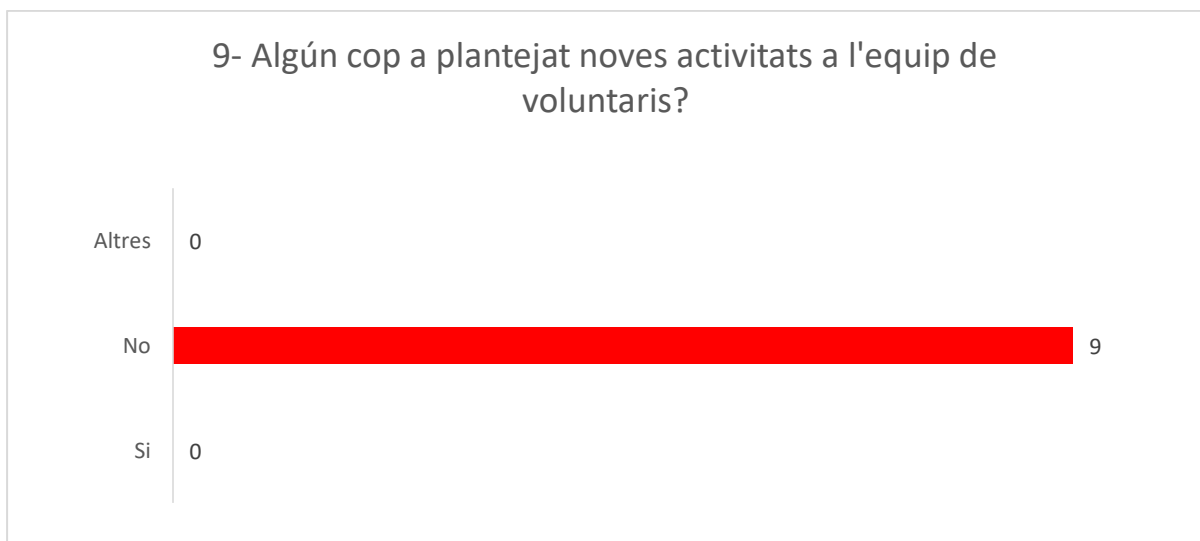 9- Algún cop a plantejat noves activitats a l'equip de
voluntaris?
Altres
0
No
9
Si
0